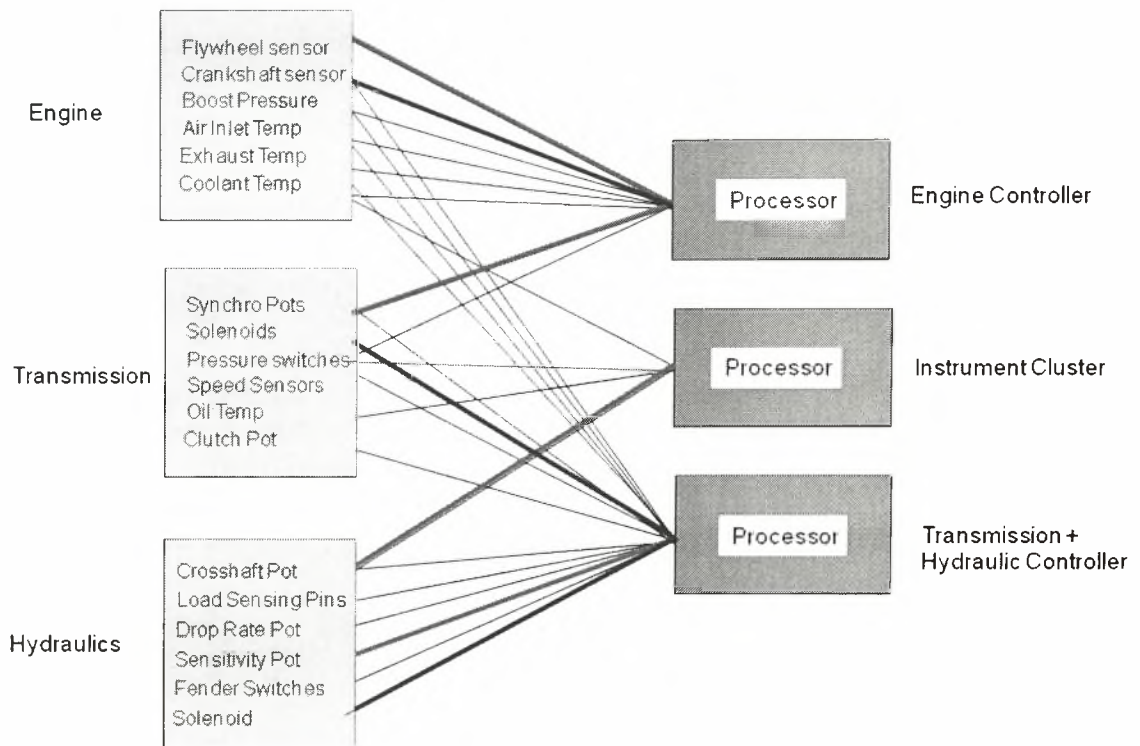 Engine
Flywheel sensor
Crankshaft sensor
Boost Pressure
Air Inlet Temp
Exhaust Temp
Coolant Temp
Transmission
Synchro Pots
Solenoids
Pressure switches
Speed Sensors
Oil Temp
Clutch Pot
Hydraulics
Crosshaft Pot
Load Sensing Pins
Drop Rate Pot
Sensitivity Pot
Fender Switches
Solenoid
Processor
Engine Controller
Processor
Instrument Cluster
Processor
Transmission +
Hydraulic Controller